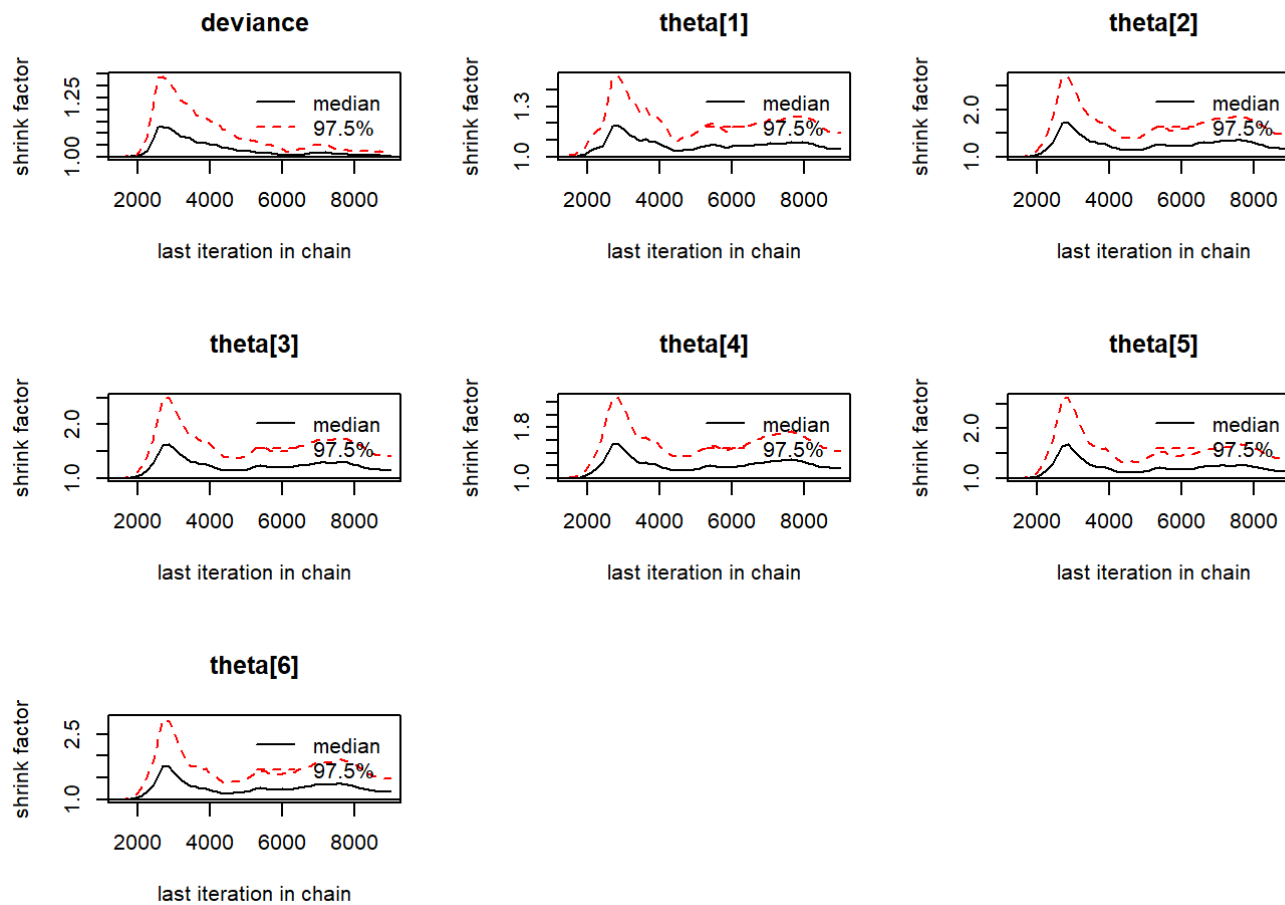 deviance
shrink factor
1.00 1.25
median
97.5%
2000 4000 6000 8000
last iteration in chain
theta[1]
shrink factor
1.0 1.3
median
97.5%
2000 4000 6000 8000
last iteration in chain
theta[2]
shrink factor
1.0 2.0
median
97.5%
2000 4000 6000 8000
last iteration in chain
theta[3]
shrink factor
1.0 2.0
median
97.5%
2000 4000 6000 8000
last iteration in chain
theta[4]
shrink factor
1.0 1.8
median
97.5%
2000 4000 6000 8000
last iteration in chain
theta[5]
shrink factor
1.0 2.0
median
97.5%
2000 4000 6000 8000
last iteration in chain
theta[6]
shrink factor
1.0 2.5
median
97.5%
2000 4000 6000 8000
last iteration in chain